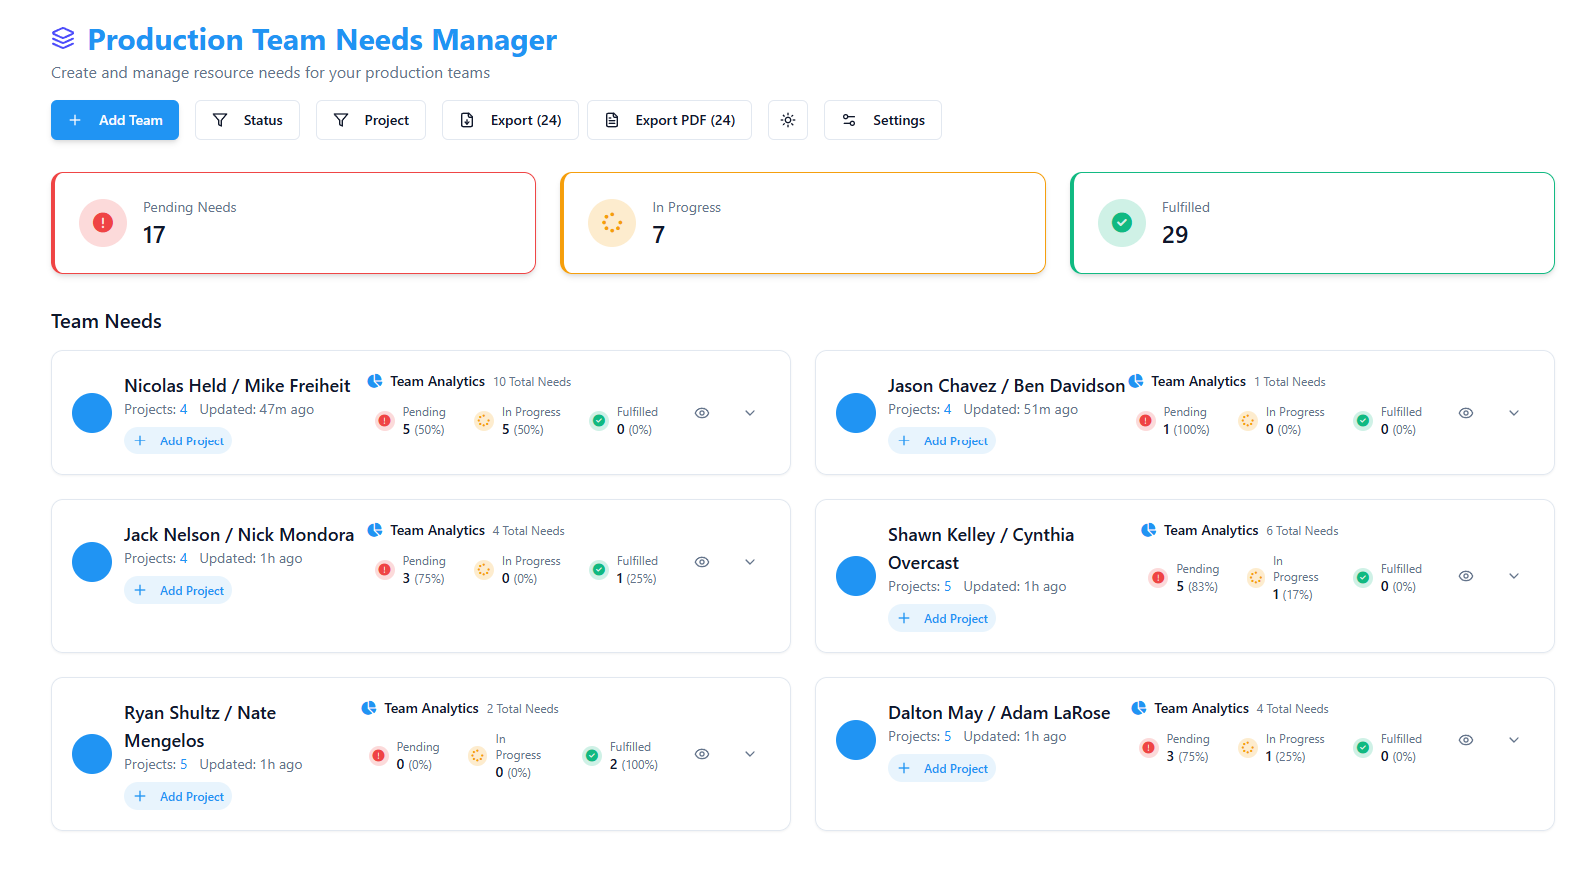 Production Team Needs Manager
Create and manage resource needs for your production teams
Add Team
Status
Project
Export (24)
Export PDF (24)
Settings
Pending Needs
17
In Progress
7
Fulfilled
29
Team Needs
Nicolas Held / Mike Freiheit
Projects: 4 Updated: 47m ago
Add Project
Team Analytics 10 Total Needs
Pending
5 (50%)
In Progress
5 (50%)
Fulfilled
0 (0%)
Jason Chavez / Ben Davidson
Projects: 4 Updated: 51m ago
Add Project
Team Analytics 1 Total Needs
Pending
1 (100%)
In Progress
0 (0%)
Fulfilled
0 (0%)
Jack Nelson / Nick Mondora
Projects: 4 Updated: 1h ago
Add Project
Team Analytics 4 Total Needs
Pending
3 (75%)
In Progress
0 (0%)
Fulfilled
1 (25%)
Shawn Kelley / Cynthia
Overcast
Projects: 5 Updated: 1h ago
Add Project
Team Analytics 6 Total Needs
Pending
5 (83%)
In
Progress
1 (17%)
Fulfilled
0 (0%)
Ryan Shultz / Nate
Mengelos
Projects: 5 Updated: 1h ago
Add Project
Team Analytics 2 Total Needs
Pending
0 (0%)
In
Progress
0 (0%)
Fulfilled
2 (100%)
Dalton May / Adam LaRose
Projects: 5 Updated: 1h ago
Add Project
Team Analytics 4 Total Needs
Pending
3 (75%)
In Progress
1 (25%)
Fulfilled
0 (0%)